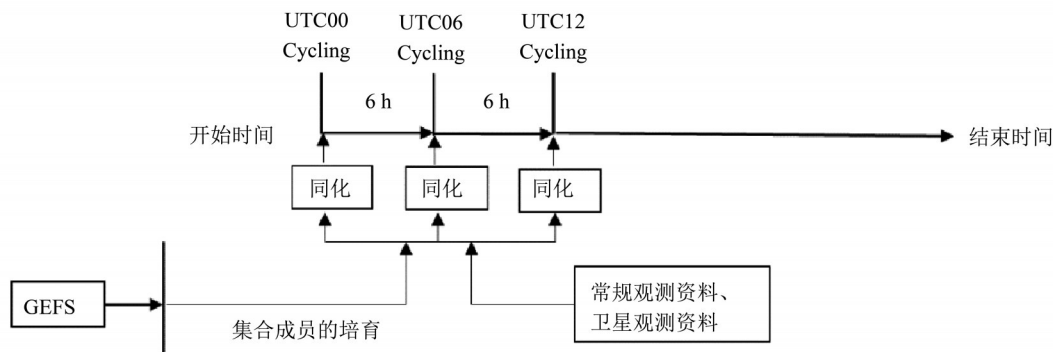 UTC00 UTC06 UTC12
Cycling Cycling Cycling
6 h 6 h
开始时间 结束时间
同化 同化 同化
GEFS
集合成员的培育
常规观测资料、
卫星观测资料